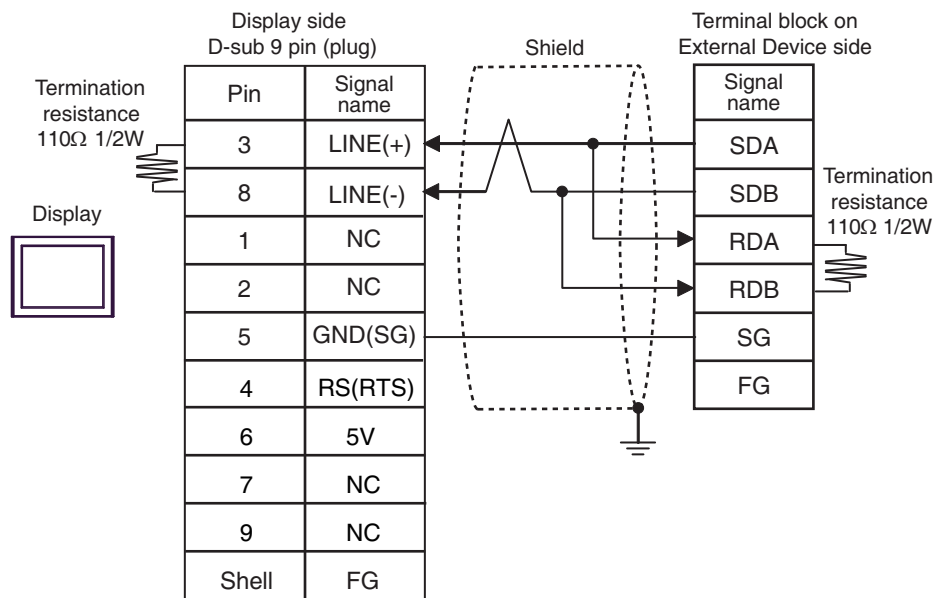 Display side
D-sub 9 pin (plug)
Shield
Terminal block on
External Device side
Termination
resistance
110Ω 1/2W
Display
Pin
Signal
name
3
LINE(+)
8
LINE(-)
1
NC
2
NC
5
GND(SG)
4
RS(RTS)
6
5V
7
NC
9
NC
Shell
FG
Signal
name
SDA
SDB
RDA
RDB
SG
FG
Termination
resistance
110Ω 1/2W